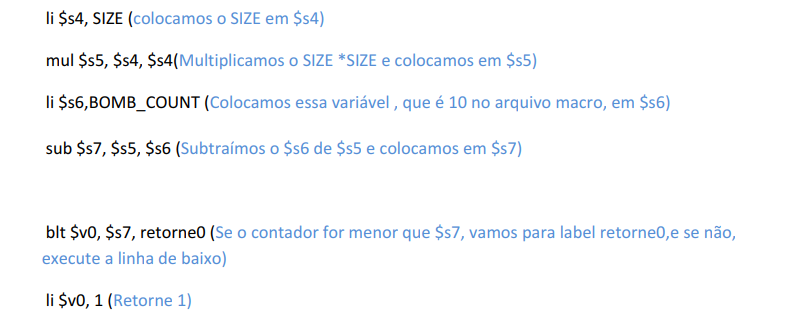 li $s4, SIZE (colocamos o SIZE em $s4)
mul $s5, $s4, $s4(Multiplicamos o SIZE *SIZE e colocamos em $s5)
li $s6,BOMB_COUNT (Colocamos essa variável , que é 10 no arquivo macro, em $s6)
sub $s7, $s5, $s6 (Subtraímos o $s6 de $s5 e colocamos em $s7)
blt $v0, $s7, retorne0 (Se o contador for menor que $s7, vamos para label retorne0,e se não,
execute a linha de baixo)
li $v0, 1 (Retorne 1)